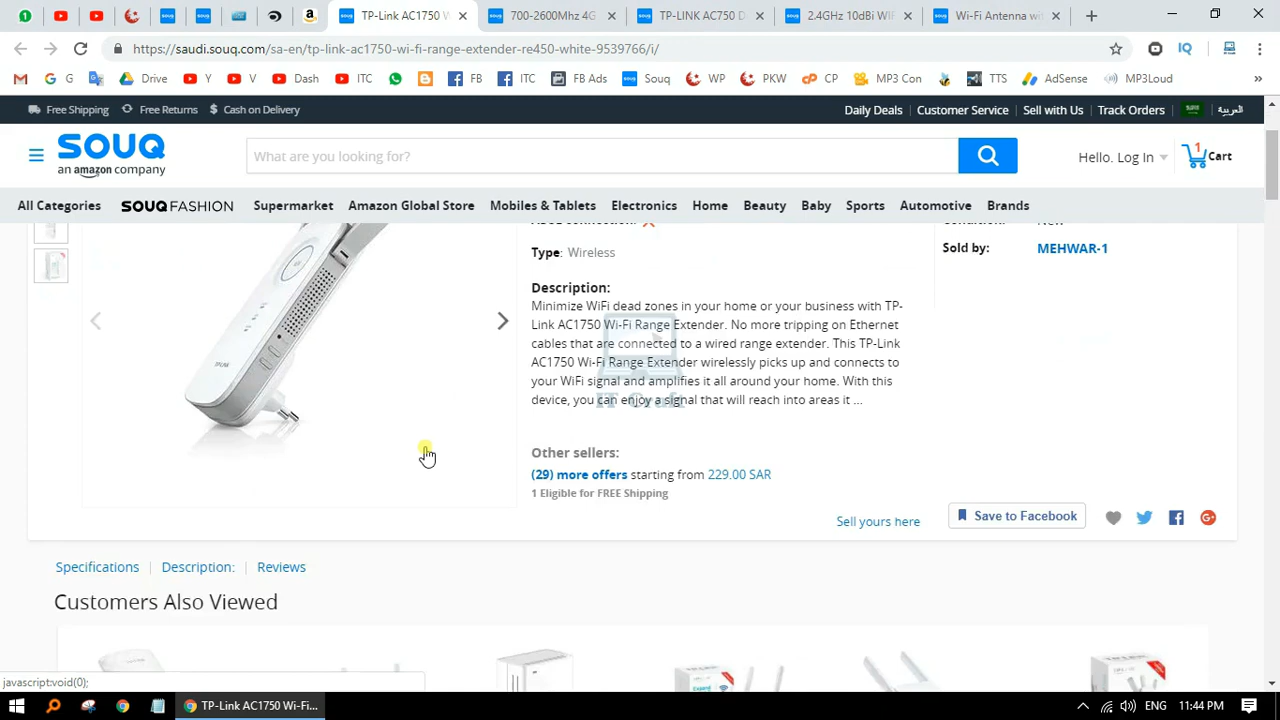 TP-Link AC1750 W
700-2600Mhz 4G
TP-LINK AC750 D
2.4GHz 10dBi WIF
Wi-Fi Antenna wi
https://saudi.souq.com/sa-en/tp-link-ac1750-wi-fi-range-extender-re450-white-9539766/i/
G Drive Y V Dash ITC FB ITC FB Ads Souq WP PKW CP MP3 Con TTS AdSense MP3Loud
Free Shipping Free Returns $ Cash on Delivery
Daily Deals Customer Service Sell with Us Track Orders العربية
SOUQ
an amazon company
What are you looking for?
Hello. Log In
1
Cart
All Categories SOUQ FASHION Supermarket Amazon Global Store Mobiles & Tablets Electronics Home Beauty Baby Sports Automotive Brands
Type: Wireless
Sold by: MEHWAR-1
Description:
Minimize WiFi dead zones in your home or your business with TP-
Link AC1750 Wi-Fi Range Extender. No more tripping on Ethernet
cables that are connected to a wired range extender. This TP-Link
AC1750 Wi-Fi Range Extender wirelessly picks up and connects to
your WiFi signal and amplifies it all around your home. With this
device, you can enjoy a signal that will reach into areas it ...
IT Craft
Other sellers:
(29) more offers starting from 229.00 SAR
1 Eligible for FREE Shipping
Sell yours here
Save to Facebook
Specifications Description: Reviews
Customers Also Viewed
javascript:void(0);
TP-Link AC1750 Wi-Fi...
ENG
11:44 PM